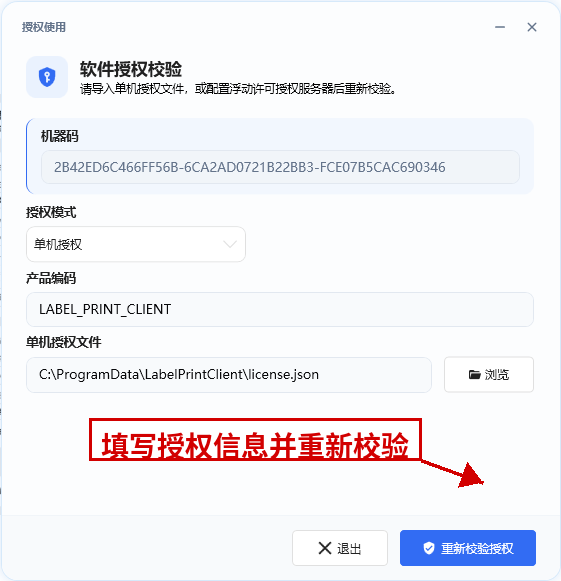 授权使用
软件授权校验
请导入单机授权文件，或配置浮动许可授权服务器后重新校验。
机器码
2B42ED6C466FF56B-6CA2AD0721B22BB3-FCE07B5CAC690346
授权模式
单机授权
产品编码
LABEL_PRINT_CLIENT
单机授权文件
C:\ProgramData\LabelPrintClient\license.json
浏览
填写授权信息并重新校验
退出
重新校验授权